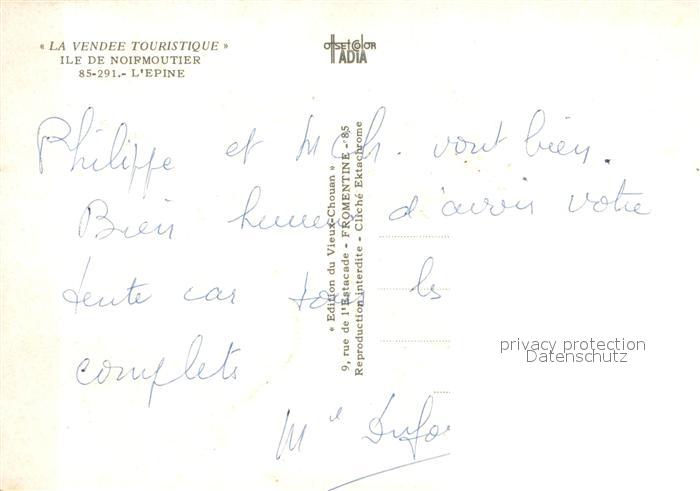 « LA VENDEE TOURISTIQUE »
ILE DE NOIRMOUTIER
85-291.- L'EPINE
OFFSET COLOR
TADIA
Philippe et M Ch. vont bien.
Bien heureux d'avoir votre
tente car tous les
complets
Mel Dufo
« Edition du Vieux-Chouan »
9, rue de l'Estacade - FROMENTINE - 85
Reproduction interdite - Cliché Ektachrome
privacy protection
Datenschutz